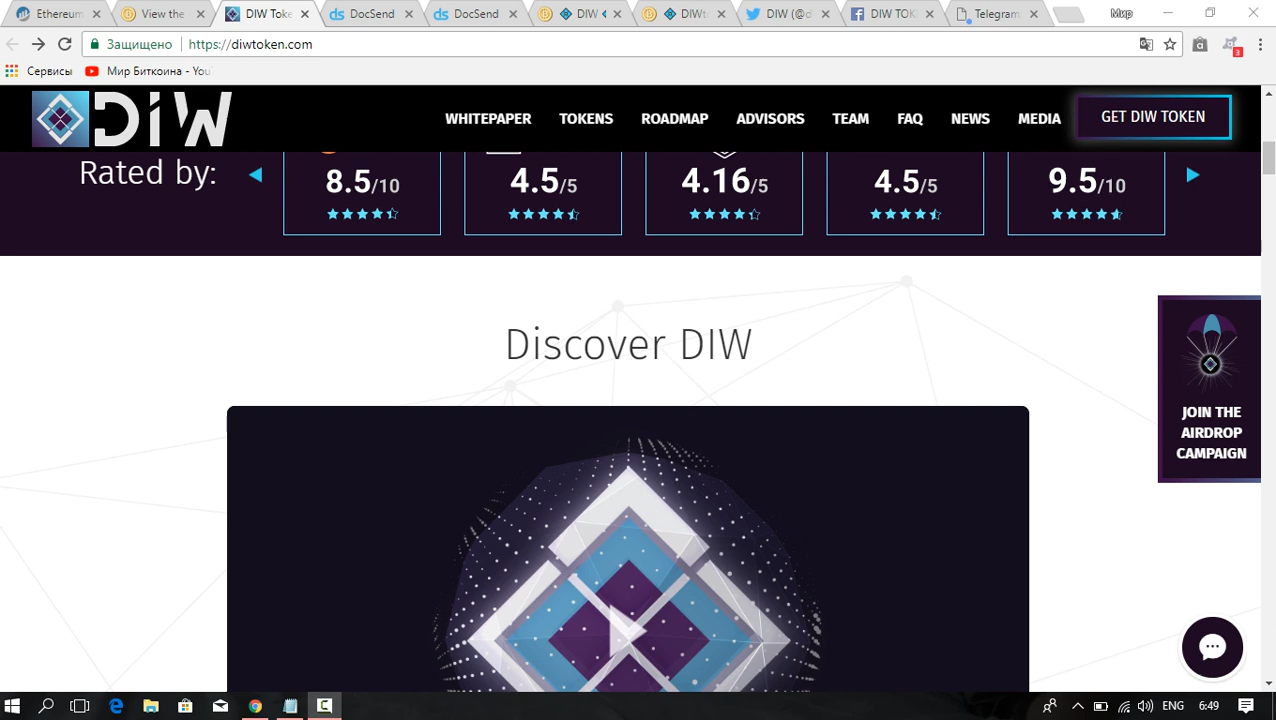 Ethereum
View the
DIW Toke
DocSend
DocSend
DIW
DIWt
DIW (@d
DIW TOK
Telegram
Мир
Защищено
https://diwtoken.com
3
Сервисы
Мир Биткоина - You
DIW
WHITEPAPER
TOKENS
ROADMAP
ADVISORS
TEAM
FAQ
NEWS
MEDIA
GET DIW TOKEN
Rated by:
8.5/10
4.5/5
4.16/5
4.5/5
9.5/10
Discover DIW
JOIN THE
AIRDROP
CAMPAIGN
ENG
6:49